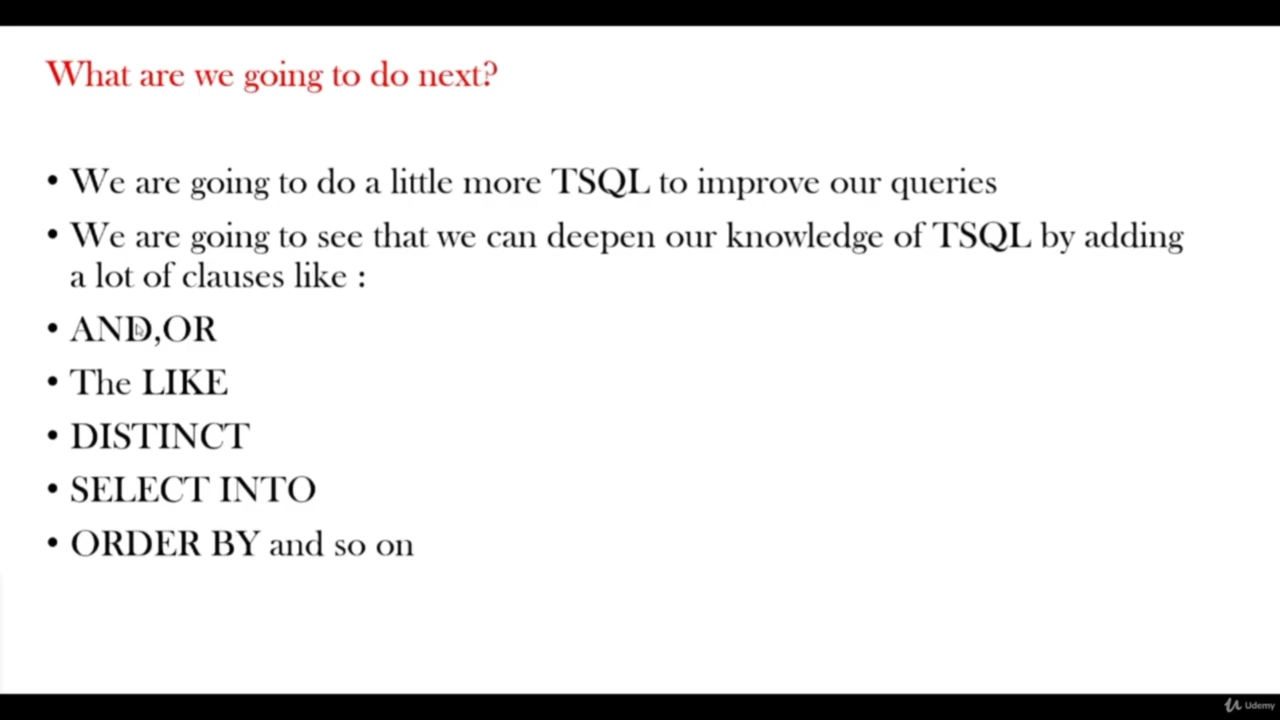 What are we going to do next?
• We are going to do a little more TSQL to improve our queries
• We are going to see that we can deepen our knowledge of TSQL by adding
a lot of clauses like :
• AND,OR
• The LIKE
• DISTINCT
• SELECT INTO
• ORDER BY and so on
Udemy